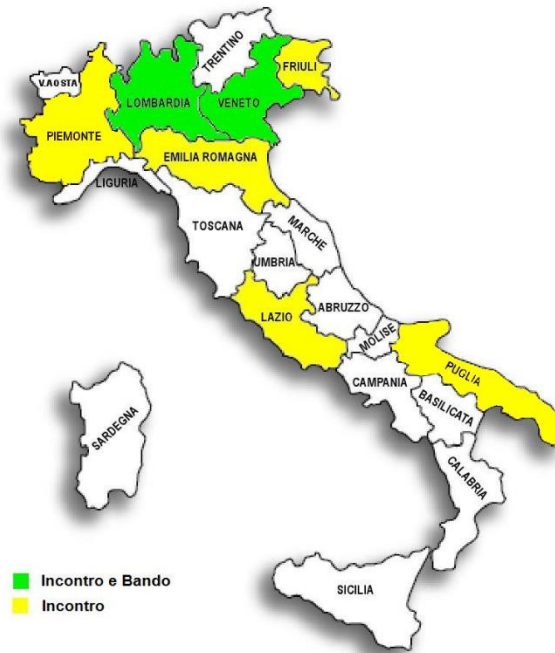 TRENTINO
FRIULI
V.AOSTA
LOMBARDIA
VENETO
PIEMONTE
EMILIA ROMAGNA
LIGURIA
TOSCANA
MARCHE
UMBRIA
LAZIO
ABRUZZO
MOLISE
PUGLIA
CAMPANIA
BASILICATA
SARDEGNA
CALABRIA
SICILIA
Incontro e Bando
Incontro